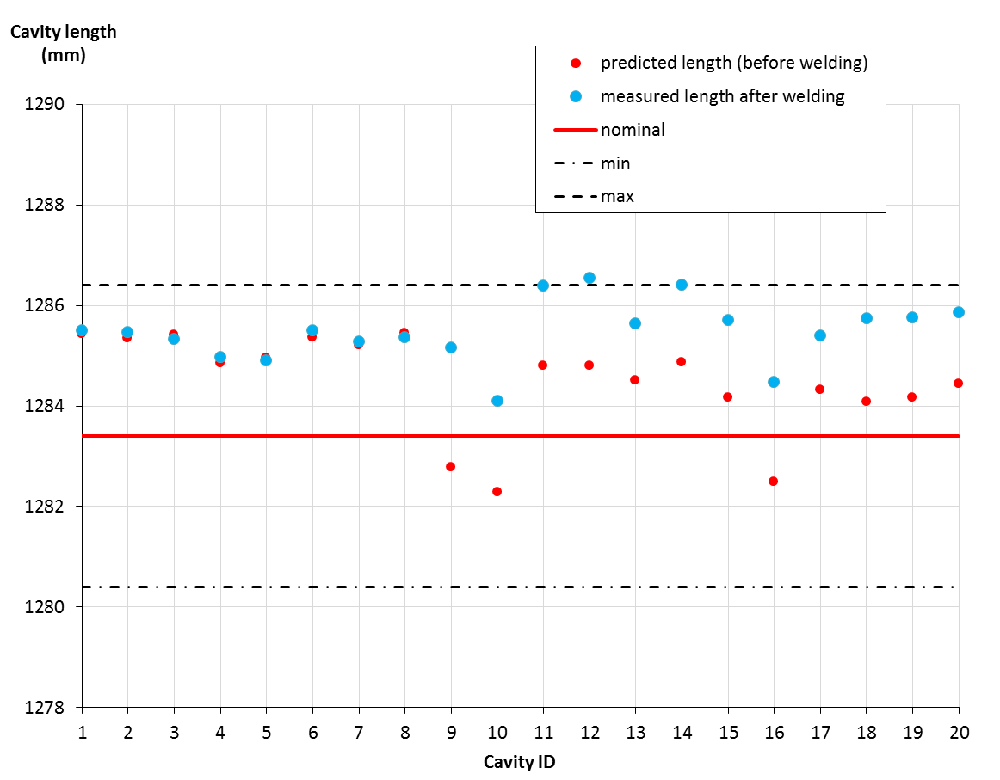 Cavity length
(mm)
predicted length (before welding)
measured length after welding
nominal
min
max
1290
1288
1286
1284
1282
1280
1278
1 2 3 4 5 6 7 8 9 10 11 12 13 14 15 16 17 18 19 20
Cavity ID